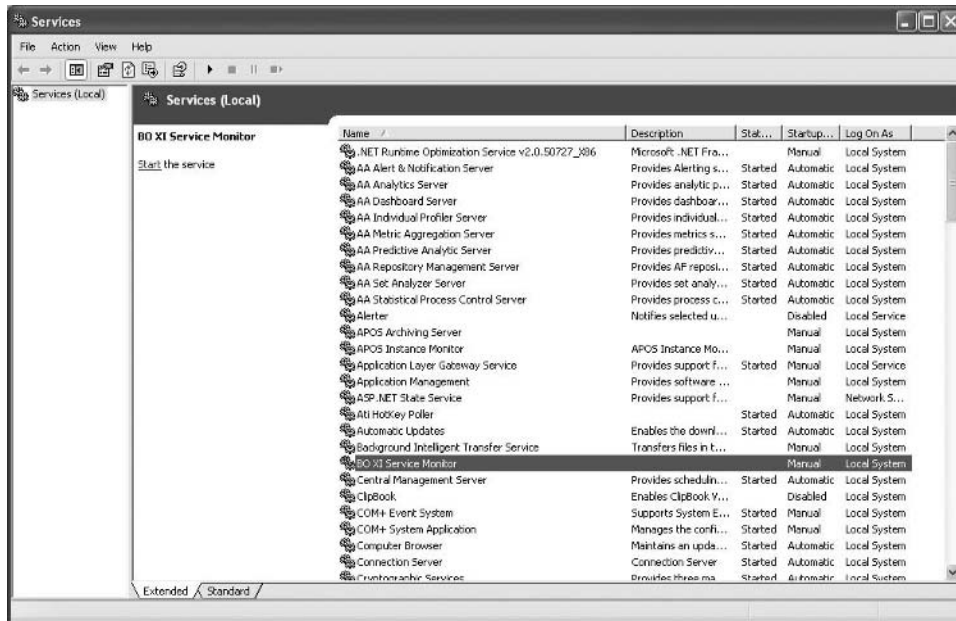 Services
File Action View Help
Services (Local)
Services (Local)
BO XI Service Monitor
Start the service
Name Description Stat... Startup... Log On As
.NET Runtime Optimization Service v2.0.50727_X86 Microsoft .NET Fra... Manual Local System
AA Alert & Notification Server Provides Alerting s... Started Automatic Local System
AA Analytics Server Provides analytic p... Started Automatic Local System
AA Dashboard Server Provides dashboar... Started Automatic Local System
AA Individual Profiler Server Provides individual... Started Automatic Local System
AA Metric Aggregation Server Provides metrics s... Started Automatic Local System
AA Predictive Analytic Server Provides predictiv... Started Automatic Local System
AA Repository Management Server Provides AF reposi... Started Automatic Local System
AA Set Analyzer Server Provides set analy... Started Automatic Local System
AA Statistical Process Control Server Provides process c... Started Automatic Local System
Alerter Notifies selected u... Disabled Local Service
APOS Archiving Server Manual Local System
APOS Instance Monitor APOS Instance Mo... Manual Local System
Application Layer Gateway Service Provides support f... Started Manual Local Service
Application Management Provides software ... Manual Local System
ASP.NET State Service Provides support f... Manual Network S...
Ati HotKey Poller Started Automatic Local System
Automatic Updates Enables the downl... Started Automatic Local System
Background Intelligent Transfer Service Transfers files in t... Manual Local System
BO XI Service Monitor Manual Local System
Central Management Server Provides schedulin... Started Automatic Local System
ClipBook Enables ClipBook V... Disabled Local System
COM+ Event System Supports System E... Started Manual Local System
COM+ System Application Manages the confi... Started Manual Local System
Computer Browser Maintains an upda... Started Automatic Local System
Connection Server Connection Server Started Automatic Local System
Cryptographic Services Provides three ma... Started Automatic Local System
Extended Standard